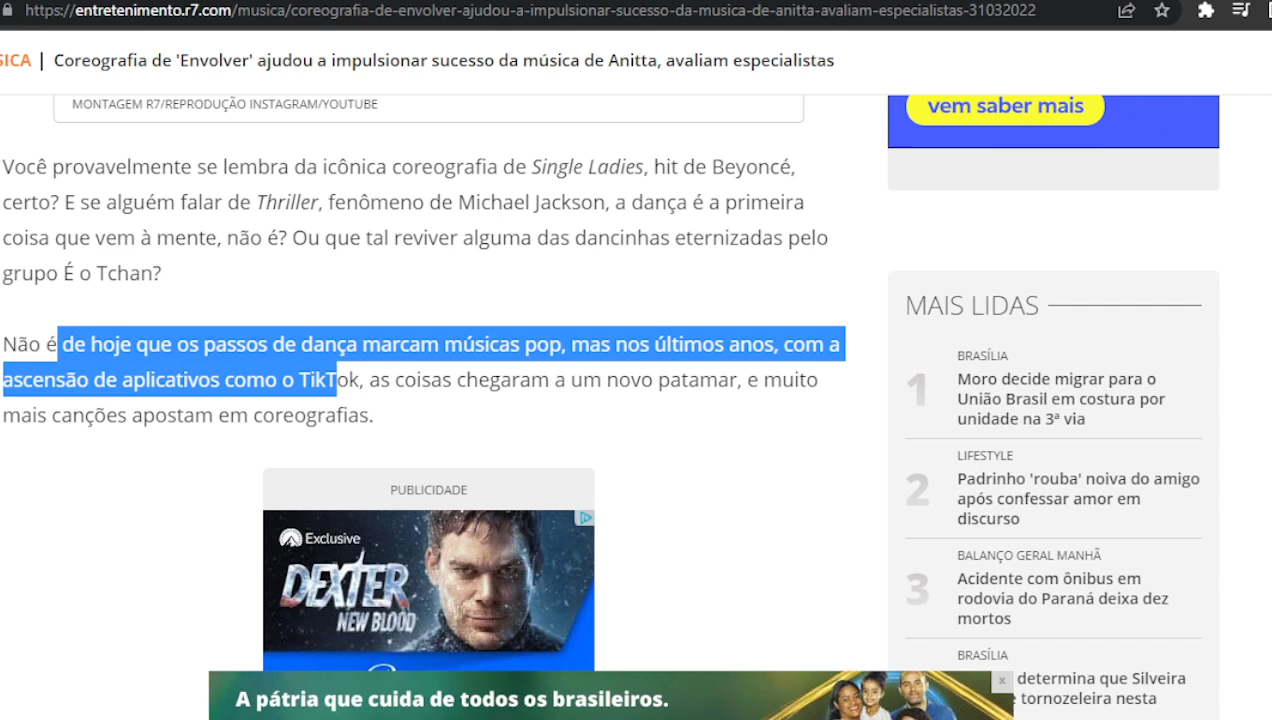 https://entretenimento.r7.com/musica/coreografia-de-envolver-ajudou-a-impulsionar-sucesso-da-musica-de-anitta-avaliam-especialistas-31032022
SICA | Coreografia de 'Envolver' ajudou a impulsionar sucesso da música de Anitta, avaliam especialistas
MONTAGEM R7/REPRODUÇÃO INSTAGRAM/YOUTUBE
Você provavelmente se lembra da icônica coreografia de Single Ladies, hit de Beyoncé,
certo? E se alguém falar de Thriller, fenômeno de Michael Jackson, a dança é a primeira
coisa que vem à mente, não é? Ou que tal reviver alguma das dancinhas eternizadas pelo
grupo É o Tchan?
Não é de hoje que os passos de dança marcam músicas pop, mas nos últimos anos, com a
ascensão de aplicativos como o TikTok, as coisas chegaram a um novo patamar, e muito
mais canções apostam em coreografias.
PUBLICIDADE
Exclusive
DEXTER
NEW BLOOD
vem saber mais
MAIS LIDAS
BRASÍLIA
1 Moro decide migrar para o
União Brasil em costura por
unidade na 3ª via
LIFESTYLE
2 Padrinho 'rouba' noiva do amigo
após confessar amor em
discurso
BALANÇO GERAL MANHÃ
3 Acidente com ônibus em
rodovia do Paraná deixa dez
mortos
BRASÍLIA
determina que Silveira
e tornozeleira nesta
x
A pátria que cuida de todos os brasileiros.